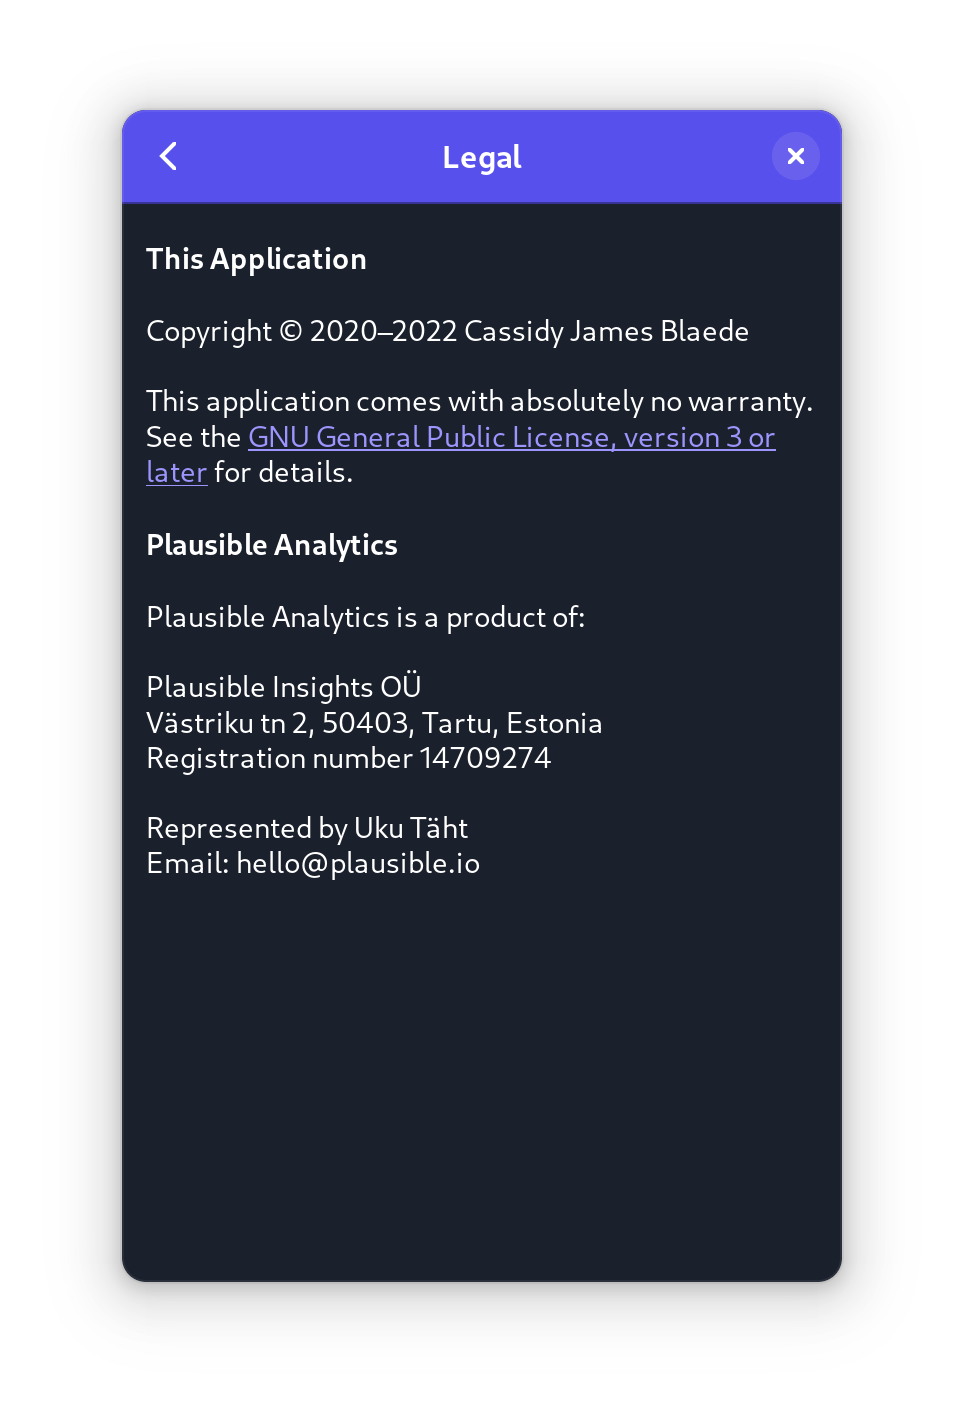 Legal
This Application
Copyright © 2020–2022 Cassidy James Blaede
This application comes with absolutely no warranty.
See the GNU General Public License, version 3 or
later for details.
Plausible Analytics
Plausible Analytics is a product of:
Plausible Insights OÜ
Västriku tn 2, 50403, Tartu, Estonia
Registration number 14709274
Represented by Uku Täht
Email: hello@plausible.io